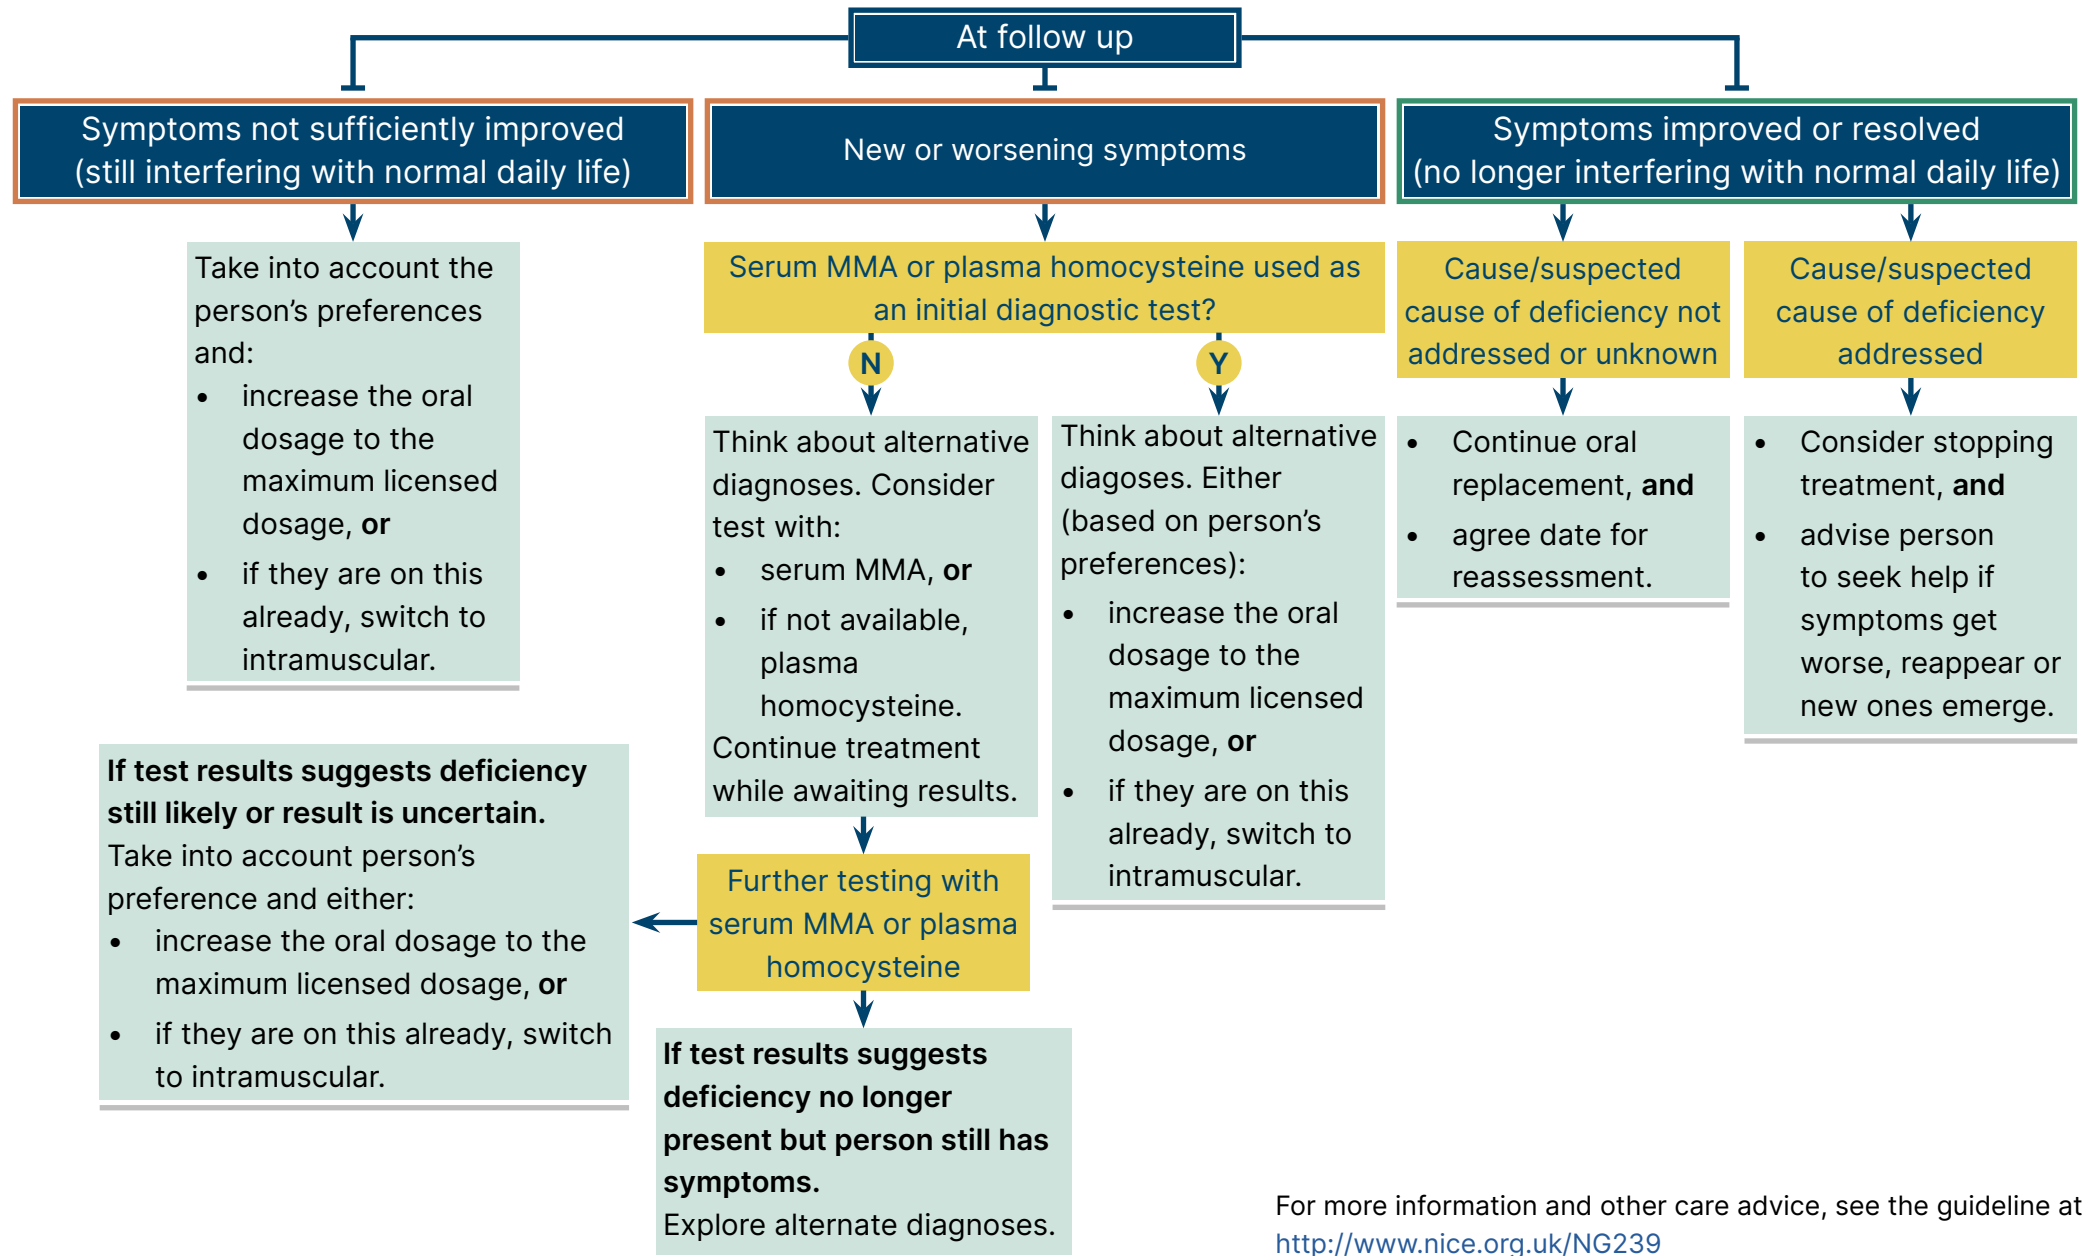 At follow up
Symptoms not sufficiently improved
(still interfering with normal daily life)
Take into account the
person’s preferences
and:
• increase the oral
dosage to the
maximum licensed
dosage, or
• if they are on this
already, switch to
intramuscular.
New or worsening symptoms
Serum MMA or plasma homocysteine used as
an initial diagnostic test?
N
Think about alternative
diagnoses. Consider
test with:
• serum MMA, or
• if not available,
plasma
homocysteine.
Continue treatment
while awaiting results.
Further testing with
serum MMA or plasma
homocysteine
If test results suggests deficiency
still likely or result is uncertain.
Take into account person’s
preference and either:
• increase the oral dosage to the
maximum licensed dosage, or
• if they are on this already, switch
to intramuscular.
If test results suggests
deficiency no longer
present but person still has
symptoms.
Explore alternate diagnoses.
Y
Think about alternative
diagoses. Either
(based on person’s
preferences):
• increase the oral
dosage to the
maximum licensed
dosage, or
• if they are on this
already, switch to
intramuscular.
Symptoms improved or resolved
(no longer interfering with normal daily life)
Cause/suspected
cause of deficiency not
addressed or unknown
• Continue oral
replacement, and
• agree date for
reassessment.
Cause/suspected
cause of deficiency
addressed
• Consider stopping
treatment, and
• advise person
to seek help if
symptoms get
worse, reappear or
new ones emerge.
For more information and other care advice, see the guideline at
http://www.nice.org.uk/NG239